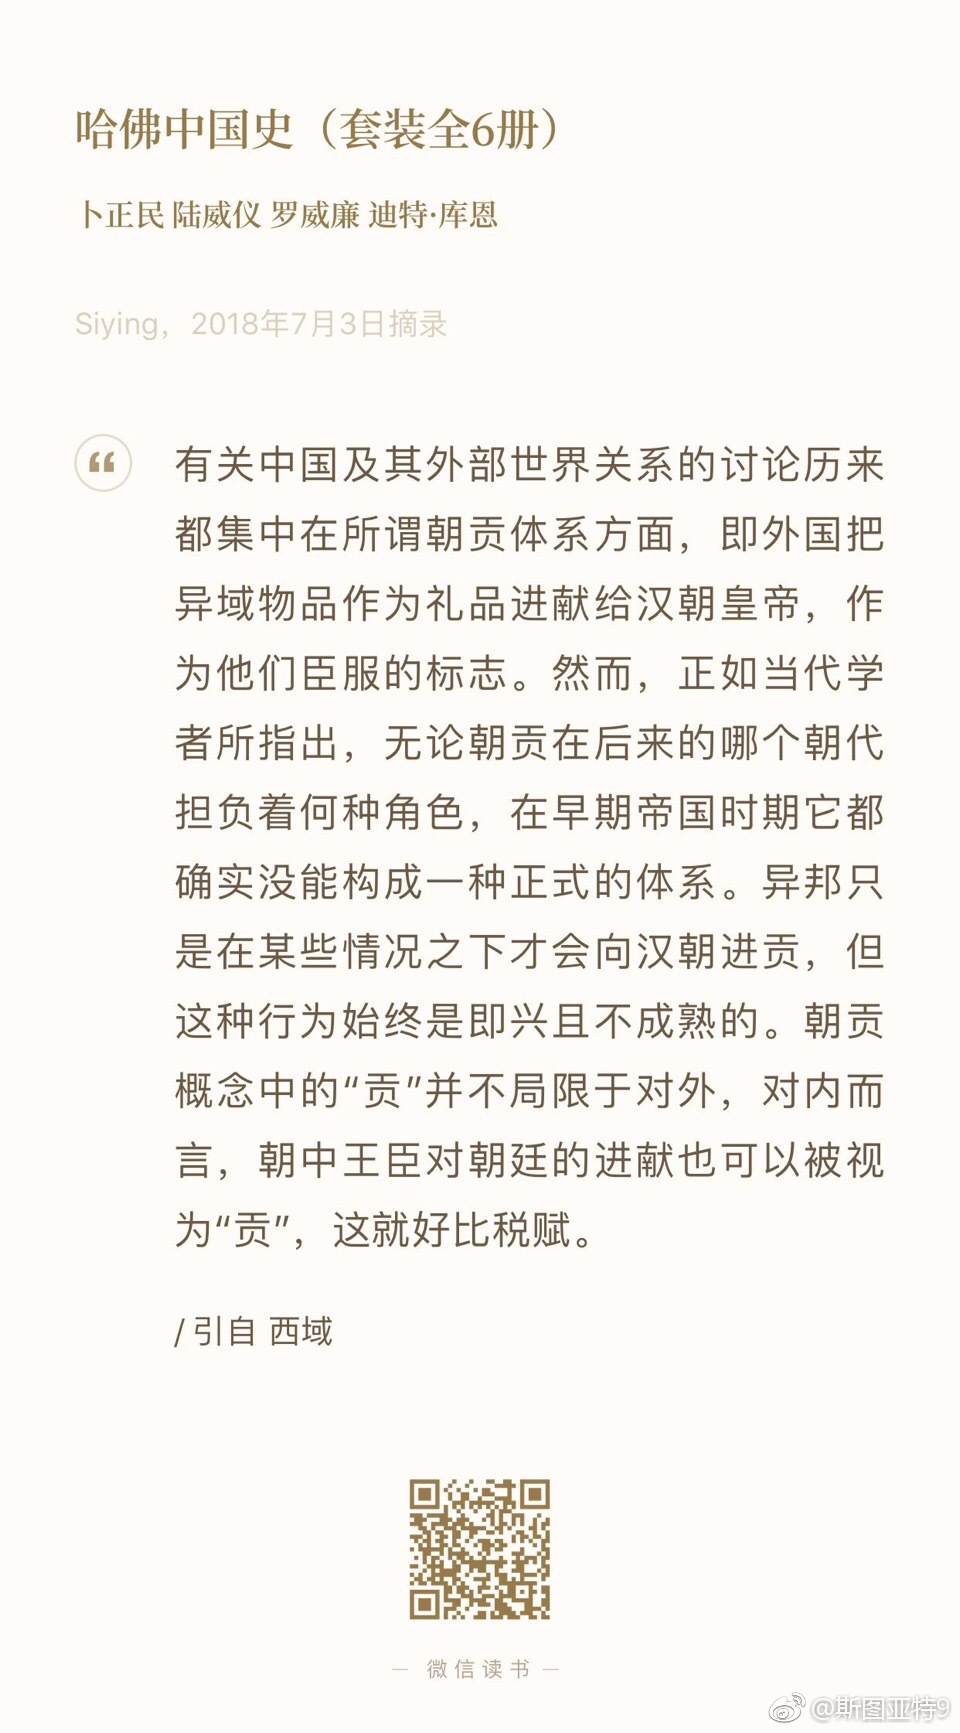 哈佛中国史（套装全6册）
卜正民 陆威仪 罗威廉 迪特·库恩
Siying，2018年7月3日摘录
有关中国及其外部世界关系的讨论历来
都集中在所谓朝贡体系方面，即外国把
异域物品作为礼品进献给汉朝皇帝，作
为他们臣服的标志。然而，正如当代学
者所指出，无论朝贡在后来的哪个朝代
担负着何种角色，在早期帝国时期它都
确实没能构成一种正式的体系。异邦只
是在某些情况之下才会向汉朝进贡，但
这种行为始终是即兴且不成熟的。朝贡
概念中的“贡”并不局限于对外，对内而
言，朝中王臣对朝廷的进献也可以被视
为“贡”，这就好比税赋。
/ 引自 西域
— 微信读书 —
@斯图亚特9